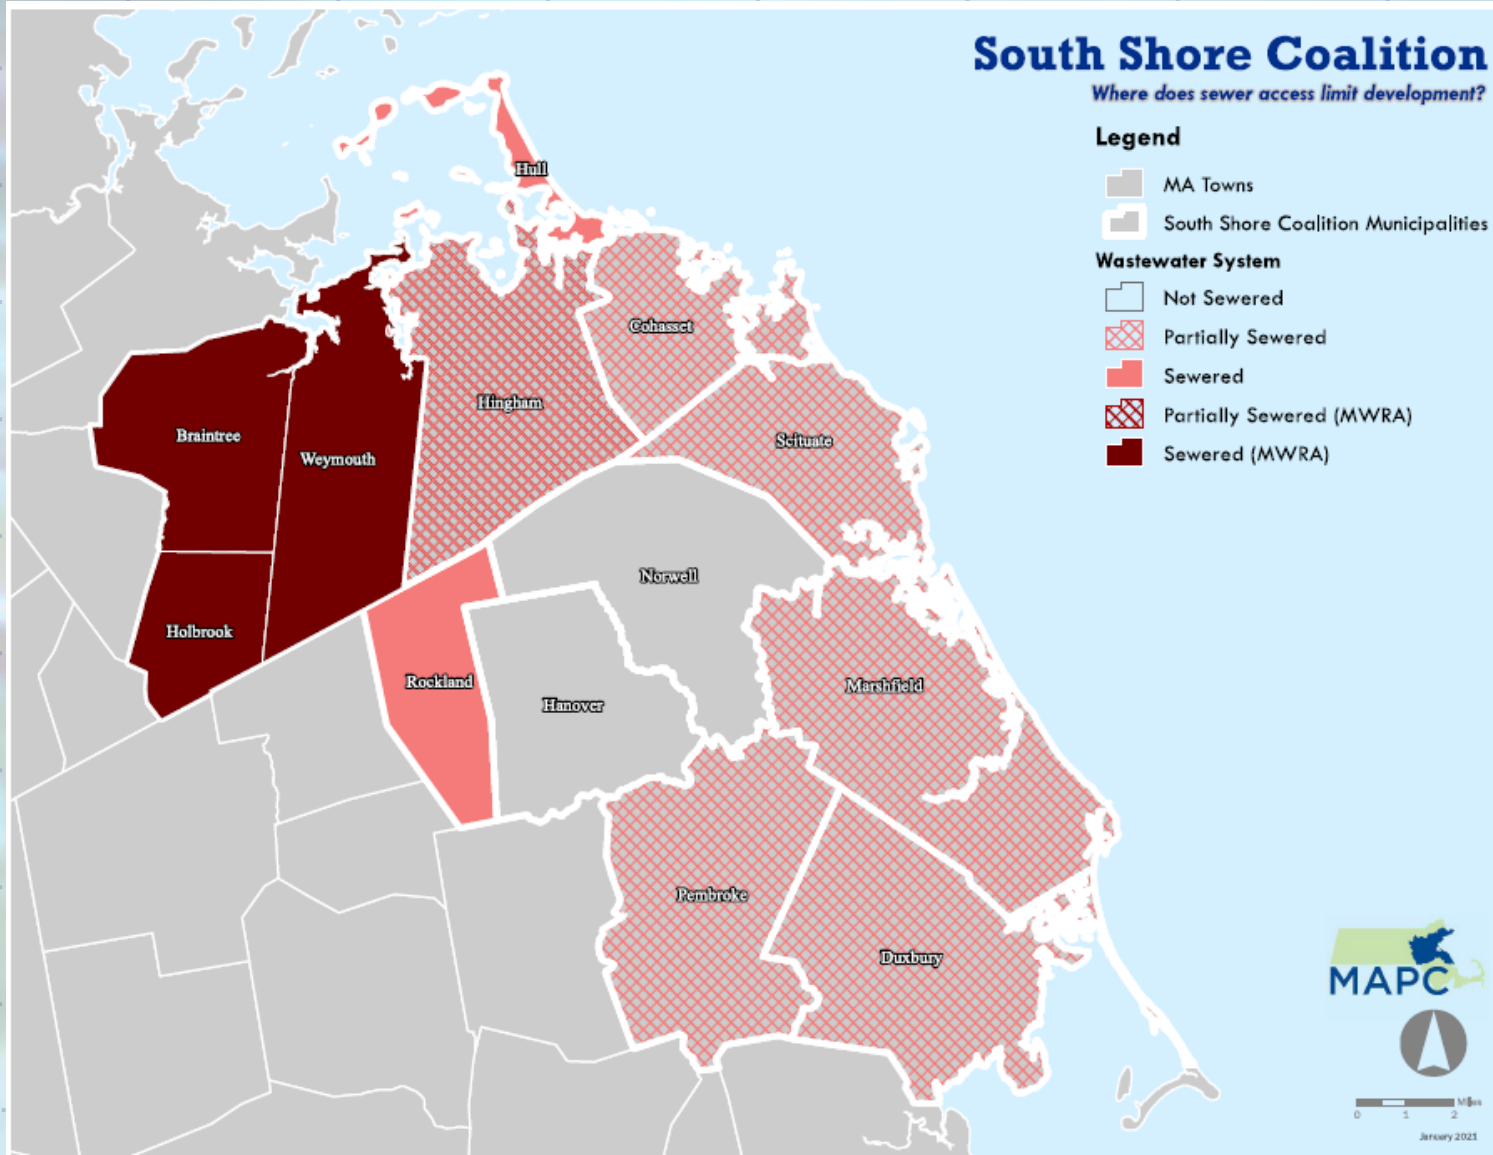 South Shore Coalition
Where does sewer access limit development?
Legend
MA Towns
South Shore Coalition Municipalities
Wastewater System
Not Sewered
Partially Sewered
Sewered
Partially Sewered (MWRA)
Sewered (MWRA)
Hull
Cohasset
Hingham
Braintree
Weymouth
Scituate
Norwell
Holbrook
Rockland
Hanover
Marshfield
Pembroke
Duxbury
MAPC
Miles
0 1 2
January 2021